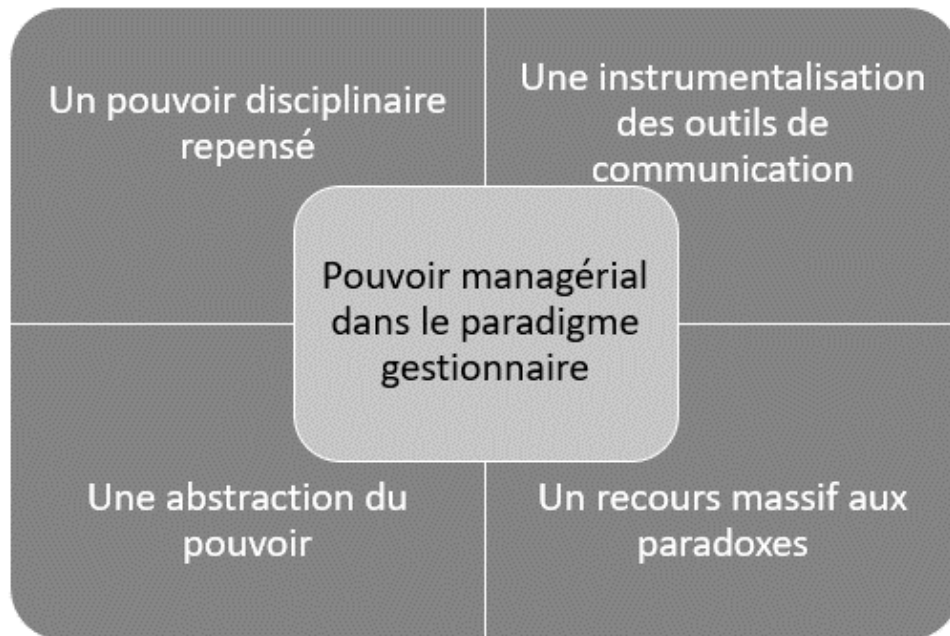 Un pouvoir disciplinaire
repensé
Une instrumentalisation
des outils de
communication
Pouvoir managérial
dans le paradigme
gestionnaire
Une abstraction du
pouvoir
Un recours massif aux
paradoxes